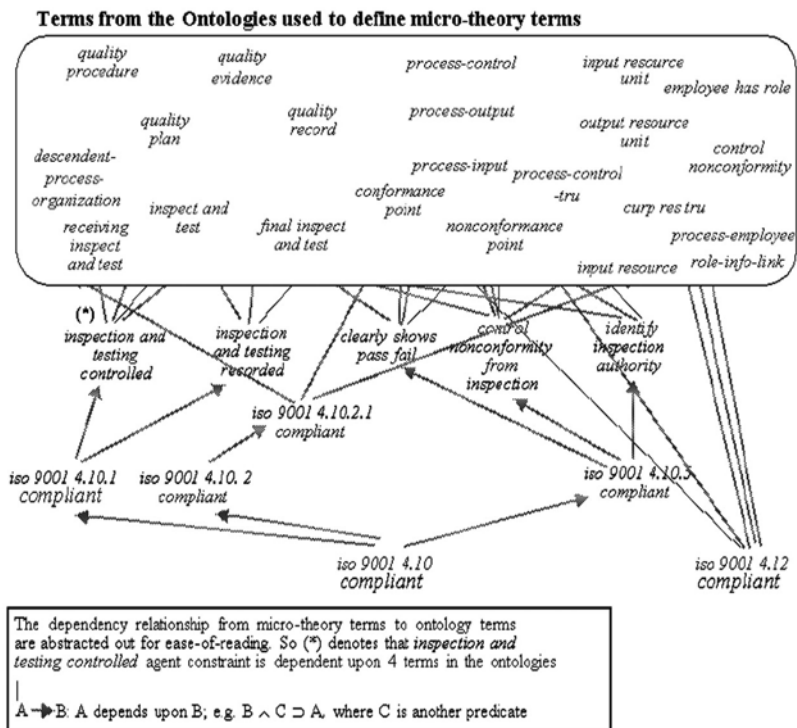 Terms from the Ontologies used to define micro-theory terms
quality
procedure
quality
evidence
process-control
input resource
unit
employee has role
quality
plan
quality
record
process-output
output resource
unit
control
nonconformity
descendent-
process-
organization
process-input
process-control
-tru
conformance
point
inspect and
test
curp res tru
receiving
inspect
and test
final inspect
and test
nonconformance
point
process-employee
input resource
role-info-link
(*)
inspection and
testing
controlled
inspection
and testing
recorded
clearly shows
pass fail
control
nonconformity
from
inspection
identify
inspection
authority
iso 9001 4.10.2.1
compliant
iso 9001 4.10.1
compliant
iso 9001 4.10. 2
compliant
iso 9001 4.10.5
compliant
iso 9001 4.10
compliant
iso 9001 4.12
compliant
The dependency relationship from micro-theory terms to ontology terms
are abstracted out for ease-of-reading. So (*) denotes that inspection and
testing controlled agent constraint is dependent upon 4 terms in the ontologies
A → B: A depends upon B; e.g. B ∧ C ⊃ A, where C is another predicate